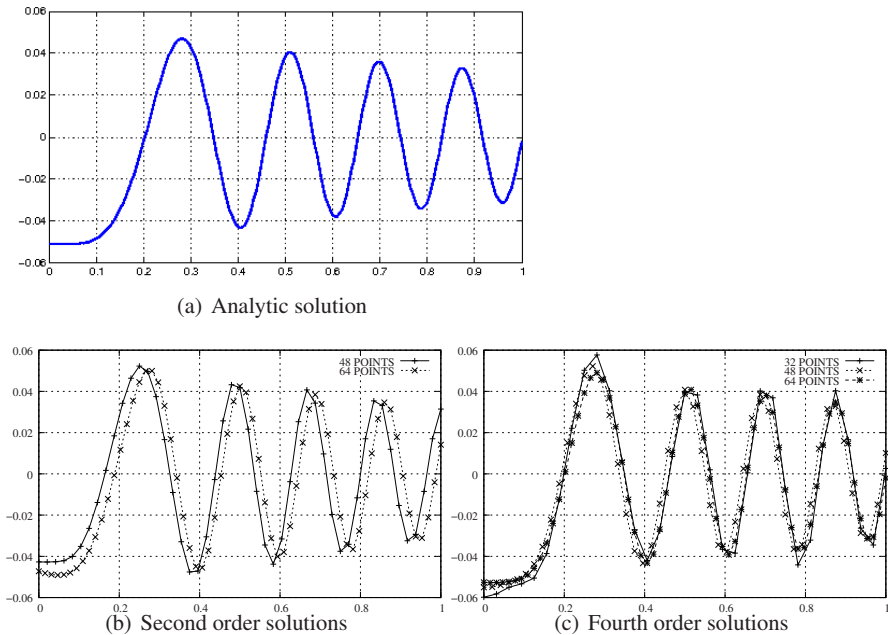 0.06
0.04
0.02
0
−0.02
−0.04
−0.06
0 0.1 0.2 0.3 0.4 0.5 0.6 0.7 0.8 0.9 1
(a) Analytic solution
0.06
0.04
0.02
0
−0.02
−0.04
−0.06
48 POINTS
64 POINTS
0 0.2 0.4 0.6 0.8 1
(b) Second order solutions
0.06
0.04
0.02
0
−0.02
−0.04
−0.06
32 POINTS
48 POINTS
64 POINTS
0 0.2 0.4 0.6 0.8 1
(c) Fourth order solutions